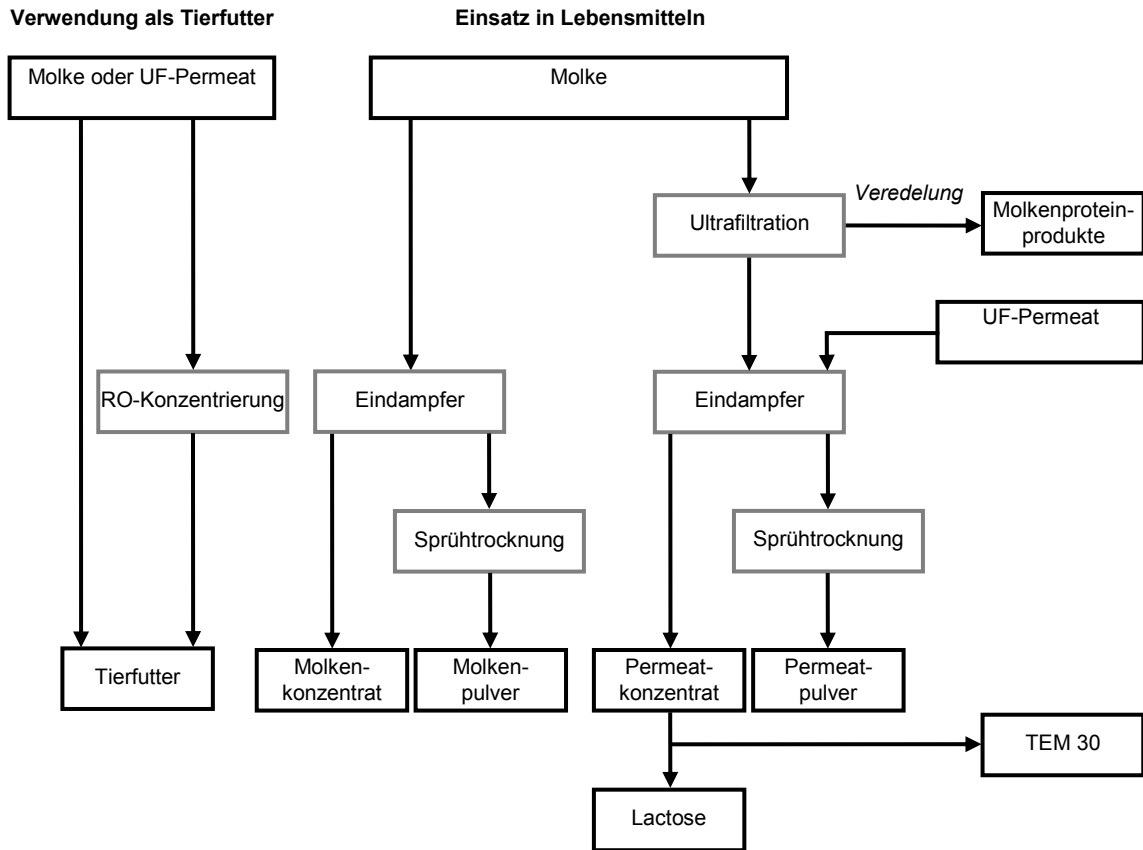 Verwendung als Tierfutter
Einsatz in Lebensmitteln
Molke oder UF-Permeat
Molke
Ultrafiltration
Veredelung
Molkenprotein-
produkte
UF-Permeat
RO-Konzentrierung
Eindampfer
Eindampfer
Sprühtrocknung
Sprühtrocknung
Tierfutter
Molken-
konzentrat
Molken-
pulver
Permeat-
konzentrat
Permeat-
pulver
TEM 30
Lactose